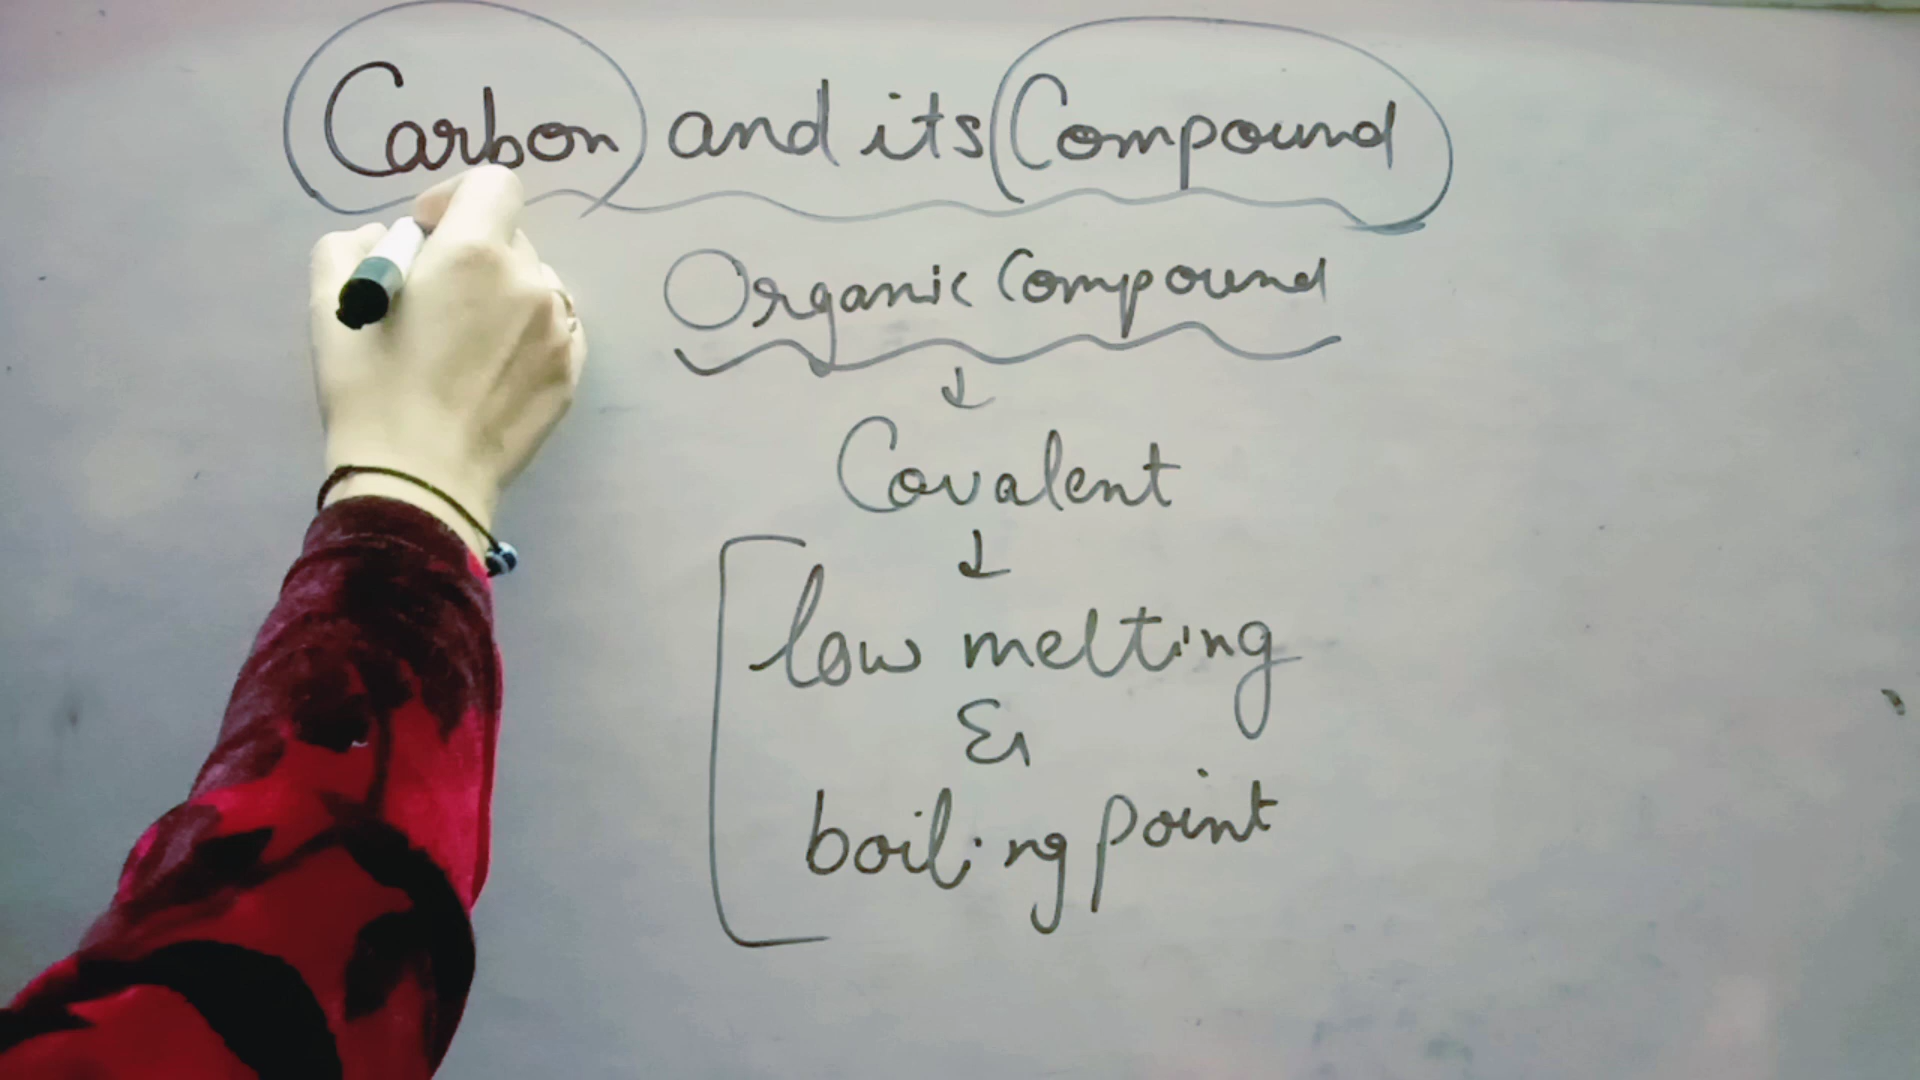 Carbon and its Compound
Organic Compound
↓
Covalent
↓
low melting
&
boiling point